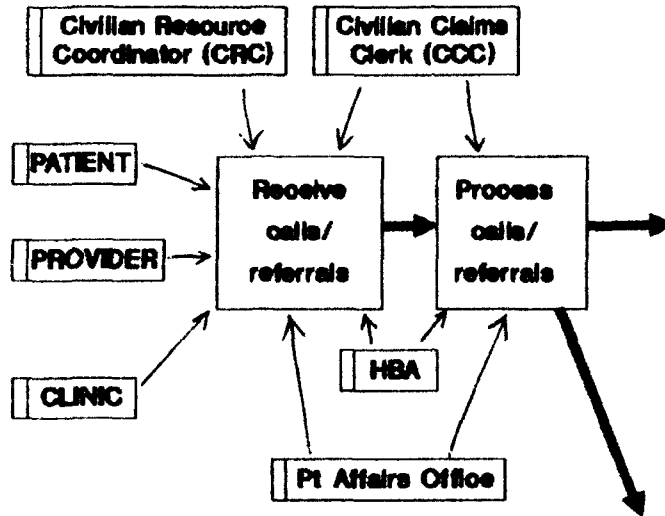 Civilian Resource
Coordinator (CRC)
Civilian Claims
Clerk (CCC)
PATIENT
PROVIDER
CLINIC
Receive
calls/
referrals
Process
calls/
referrals
HBA
Pt Affairs Office